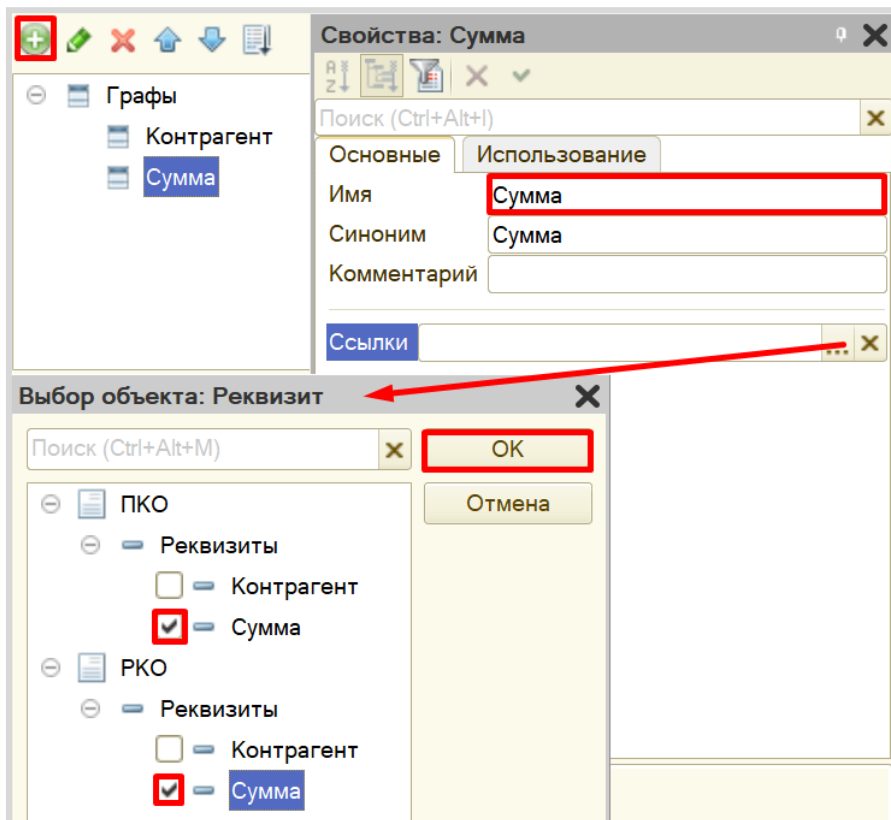 Свойства: Сумма
Графы
Контрагент
Сумма
Поиск (Ctrl+Alt+I)
Основные Использование
Имя Сумма
Синоним Сумма
Комментарий
Ссылки ...
Выбор объекта: Реквизит
Поиск (Ctrl+Alt+M) OK
Отмена
ПКО
Реквизиты
Контрагент
Сумма
РКО
Реквизиты
Контрагент
Сумма